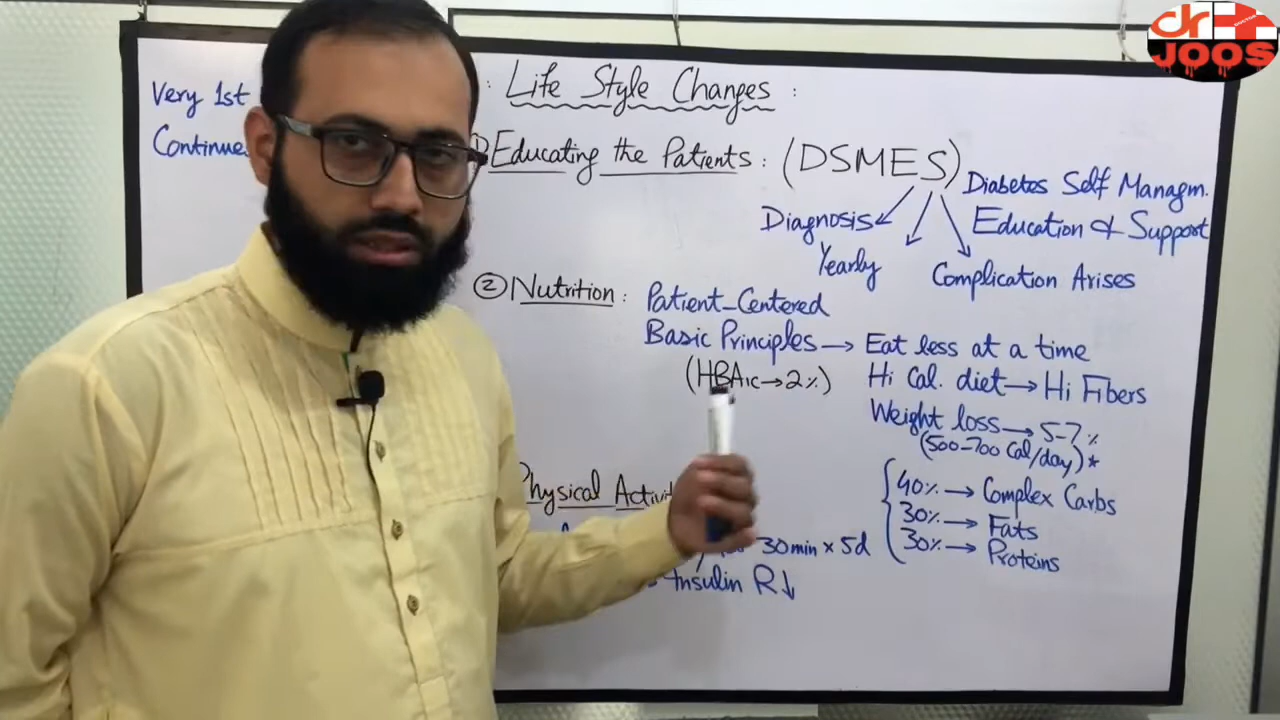 dr
JOOS
DOCTOR
Very 1st
Continue
: Life Style Changes :
Educating the Patients : (DSMES)
Diabetes Self Managm.
Education & Support
Diagnosis
Yearly
Complication Arises
② Nutrition : Patient-Centered
Basic Principles → Eat less at a time
(HBA1c→2%)
Hi Cal. diet → Hi Fibers
Weight loss → 5-7%
(500-700 Cal/day)*
40% → Complex Carbs
30% → Fats
30% → Proteins
Physical Activi
30min x 5d
Insulin R↓